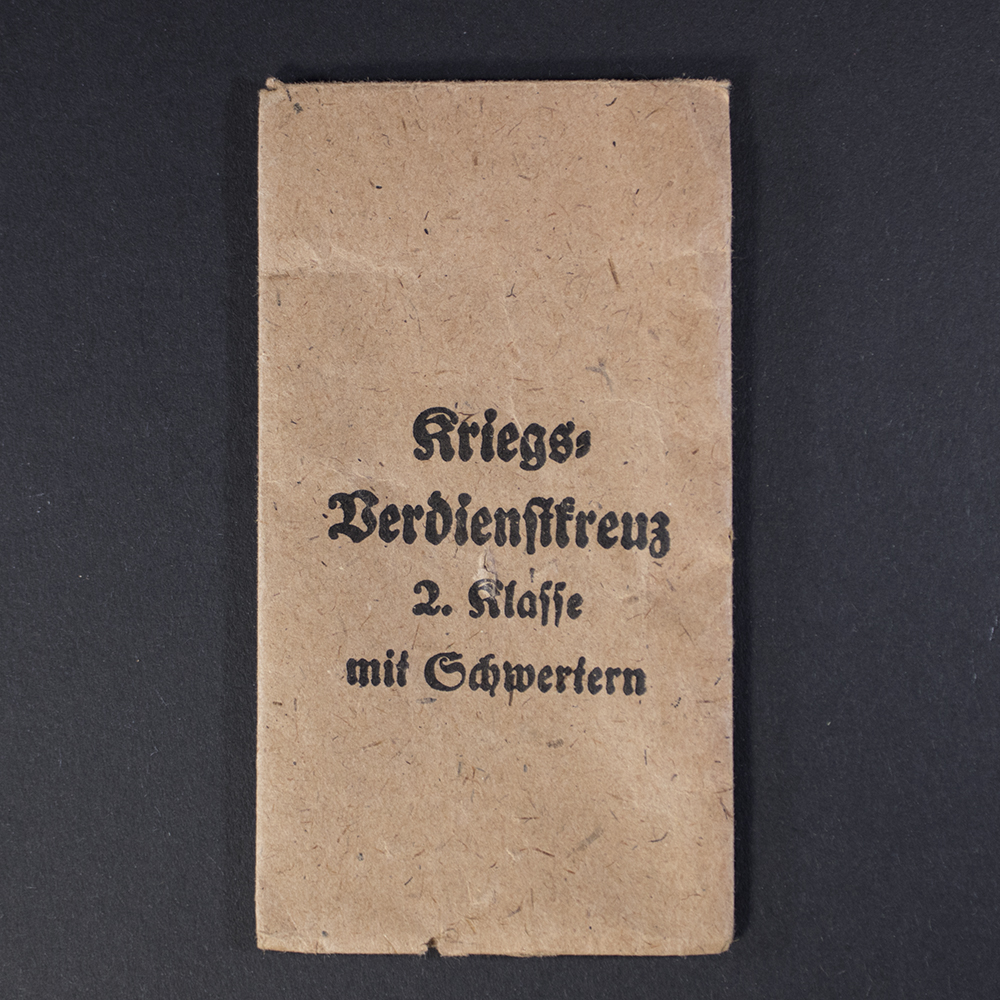 Kriegs-
Verdienstkreuz
2. Klasse
mit Schwertern